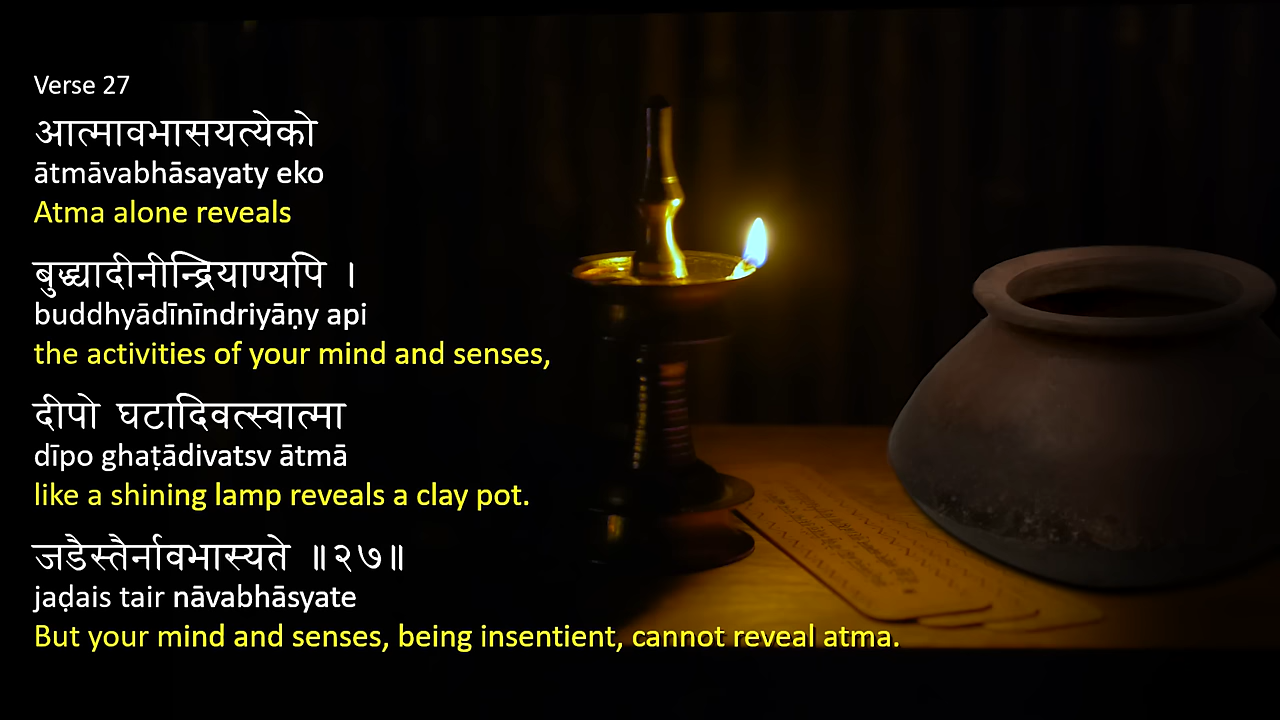 Verse 27
आत्मावभासयत्येको
ātmāvabhāsayaty eko
Atma alone reveals
बुद्ध्यादीनीन्द्रियाण्यपि ।
buddhyādīnīndriyāṇy api
the activities of your mind and senses,
दीपो घटादिवत्स्वात्मा
dīpo ghaṭādivatsv ātmā
like a shining lamp reveals a clay pot.
जडैस्तैर्नावभास्यते ॥२७॥
jaḍais tair nāvabhāsyate
But your mind and senses, being insentient, cannot reveal atma.